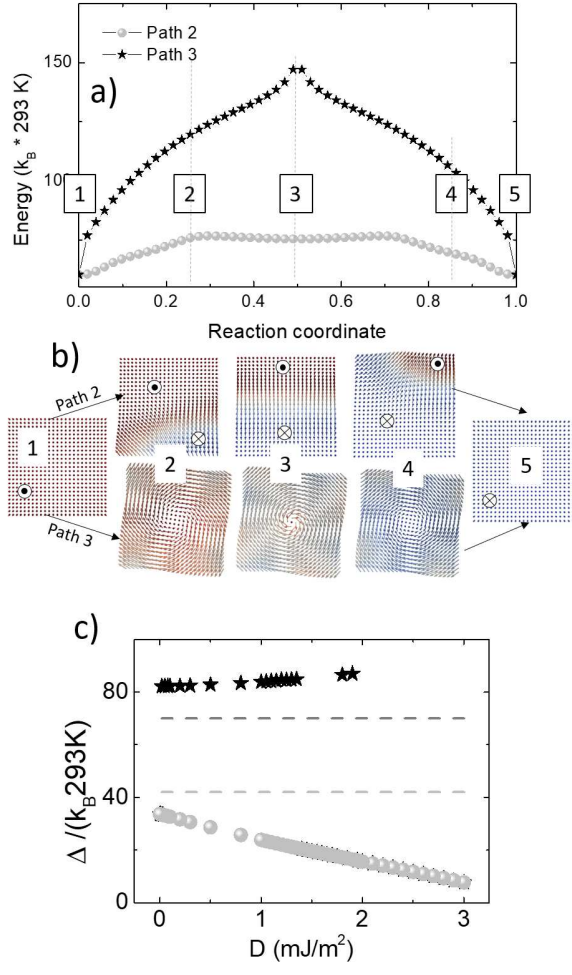 a)
Path 2
Path 3
Energy (k_B * 293 K)
150
100
1
2
3
4
5
0.0 0.2 0.4 0.6 0.8 1.0
Reaction coordinate
b)
Path 2
1
2
3
4
5
Path 3
c)
Δ /(k_B293K)
80
40
0
0 1 2 3
D (mJ/m²)